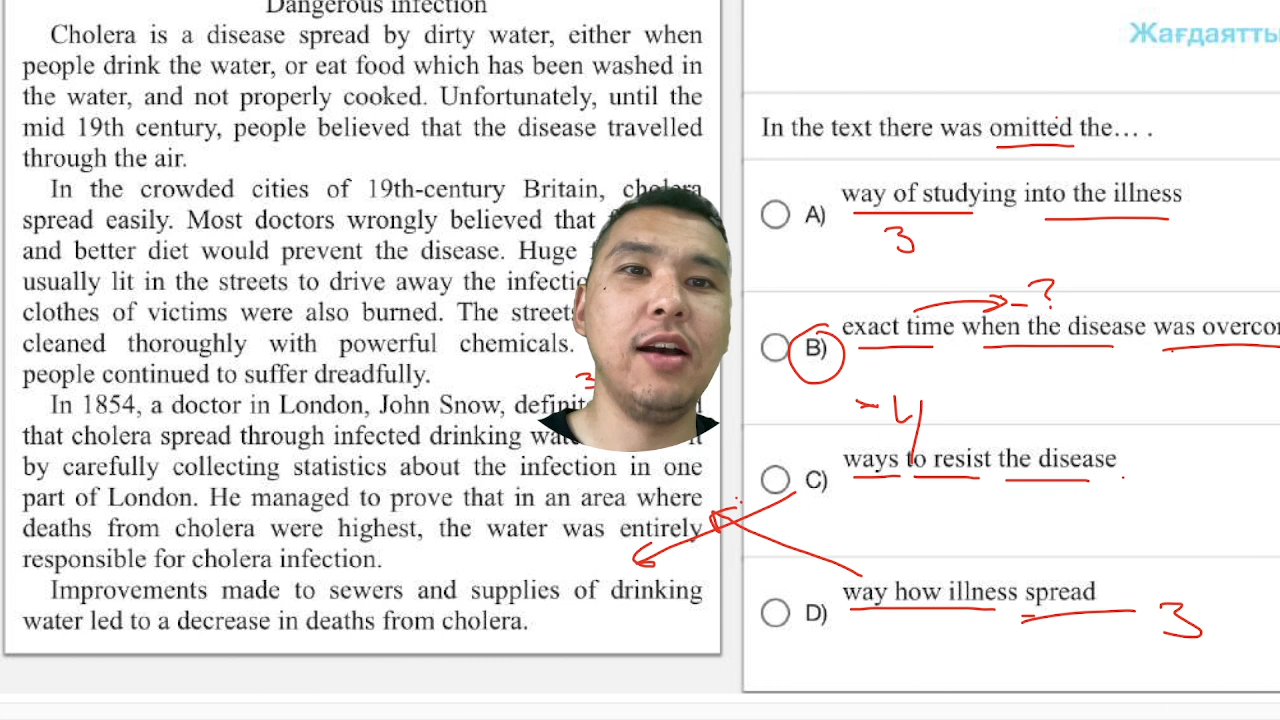 Dangerous infection
Cholera is a disease spread by dirty water, either when
people drink the water, or eat food which has been washed in
the water, and not properly cooked. Unfortunately, until the
mid 19th century, people believed that the disease travelled
through the air.
In the crowded cities of 19th-century Britain, cholera
spread easily. Most doctors wrongly believed that
and better diet would prevent the disease. Huge
usually lit in the streets to drive away the
clothes of victims were also burned. The
cleaned thoroughly with powerful chemicals.
people continued to suffer dreadfully.
3
In 1854, a doctor in London, John Snow,
that cholera spread through infected drinking
by carefully collecting statistics about the infection in one
part of London. He managed to prove that in an area where
deaths from cholera were highest, the water was entirely
responsible for cholera infection.
Improvements made to sewers and supplies of drinking
water led to a decrease in deaths from cholera.
In the text there was omitted the... .
A) way of studying into the illness
3
?
B) exact time when the disease was
- 4
C) ways to resist the disease
D) way how illness spread
3